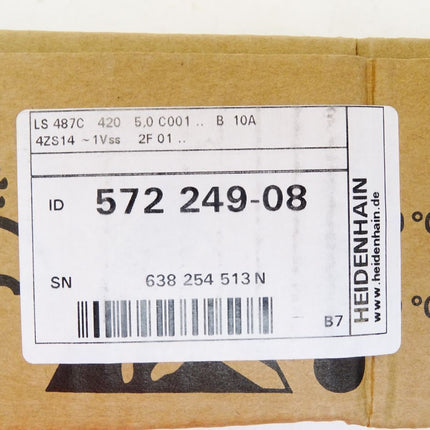 LS 487C 420 5,0 C001 .. B 10A
4ZS14 ~1Vss 2F 01 ..
ID 572 249-08
SN 638 254 513 N
B7
HEIDENHAIN
www.heidenhain.de
°C
°C